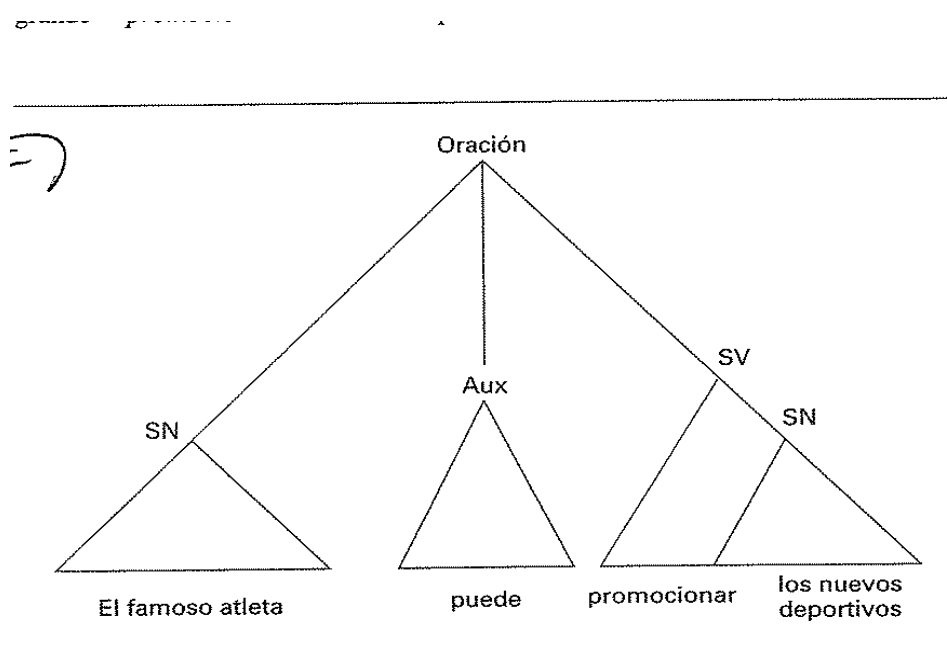 Oración
SV
Aux
SN
SN
El famoso atleta
puede
promocionar
los nuevos
deportivos